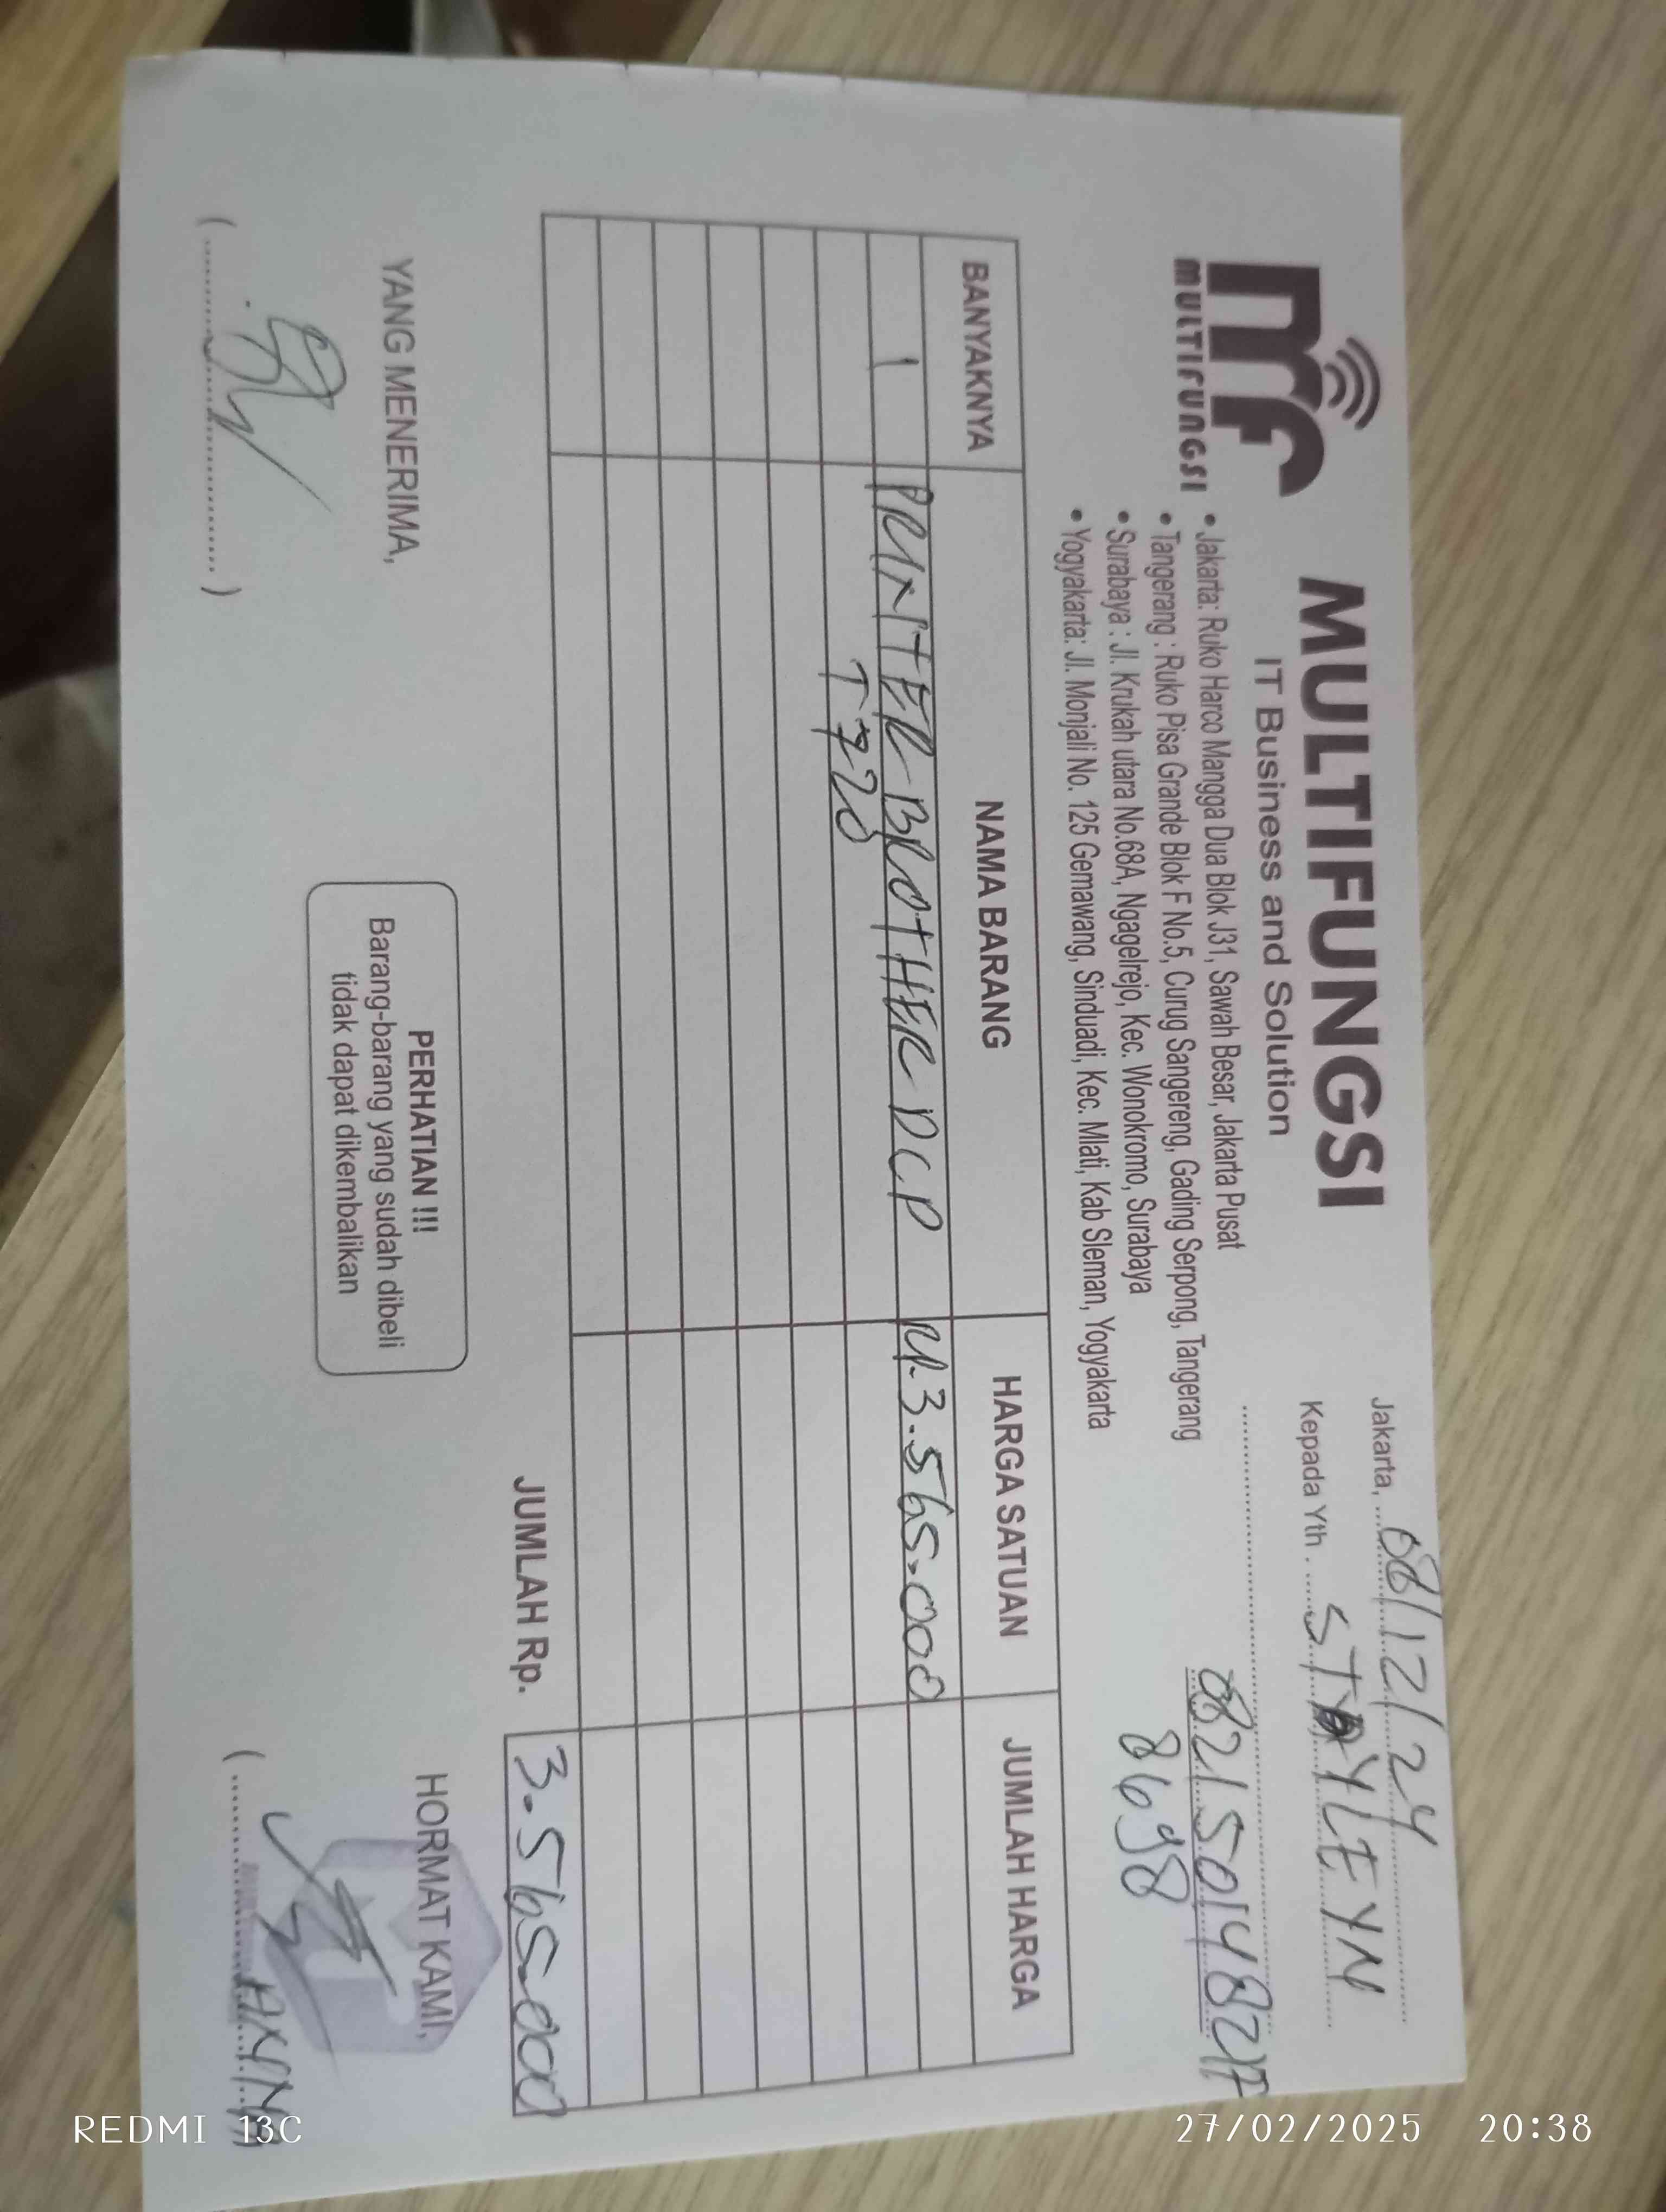 MULTIFUNGSI
MULTIFUNGSI
IT Business and Solution
• Jakarta: Ruko Harco Mangga Dua Blok J31, Sawah Besar, Jakarta Pusat
• Tangerang : Ruko Pisa Grande Blok F No.5, Curug Sangereng, Gading Serpong, Tangerang
• Surabaya : Jl. Krukah utara No.68A, Ngagelrejo, Kec. Wonokromo, Surabaya
• Yogyakarta: Jl. Monjali No. 125 Gemawang, Sinduadi, Kec. Mlati, Kab Sleman, Yogyakarta
Jakarta, 08/12/24
Kepada Yth . STAYLEYN
BANYAKNYA NAMA BARANG HARGA SATUAN JUMLAH HARGA
1 PRINTER BROTHER DCP 3.565.000
T 720
JUMLAH Rp. 3.565.000
YANG MENERIMA,
PERHATIAN !!!
Barang-barang yang sudah dibeli
tidak dapat dikembalikan
HORMAT KAMI,
REDMI 13C
27/02/2025 20:38